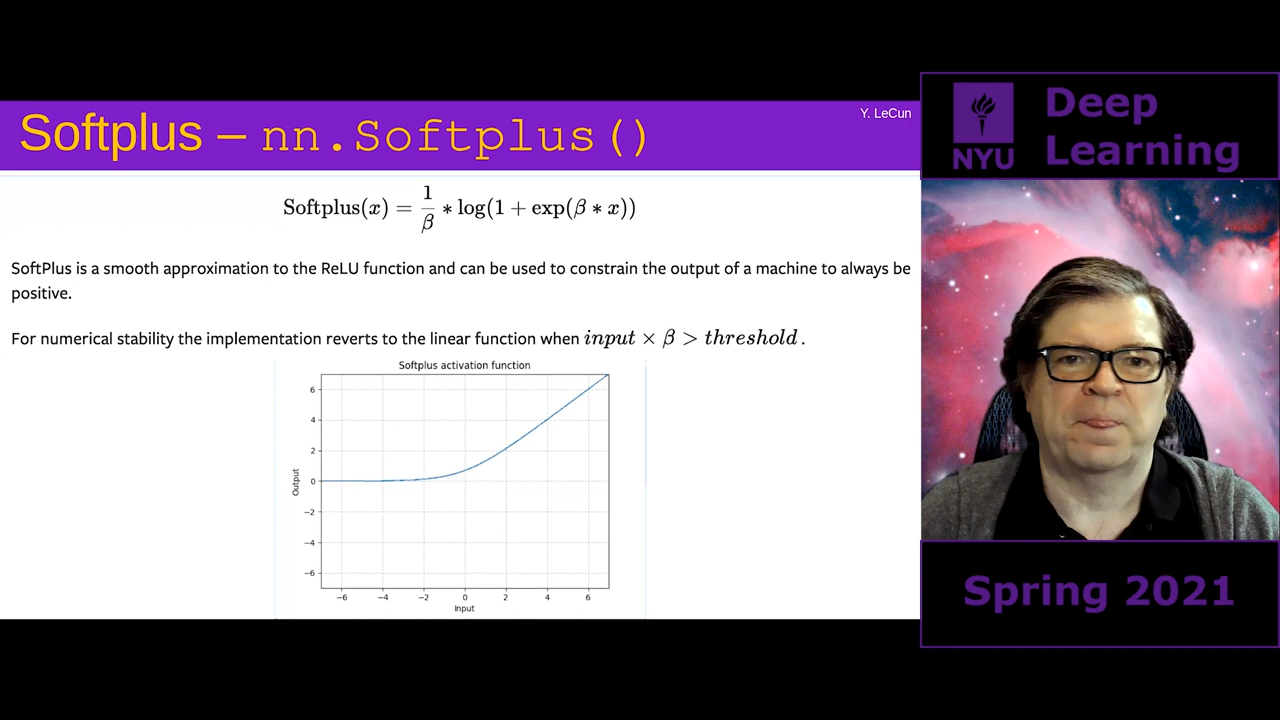 Softplus – nn.Softplus()
Y. LeCun
Softplus(x) = 1/β * log(1 + exp(β * x))
SoftPlus is a smooth approximation to the ReLU function and can be used to constrain the output of a machine to always be
positive.
For numerical stability the implementation reverts to the linear function when input × β > threshold.
Softplus activation function
Output
6
4
2
0
−2
−4
−6
−6 −4 −2 0 2 4 6
Input
NYU
Deep
Learning
Spring 2021